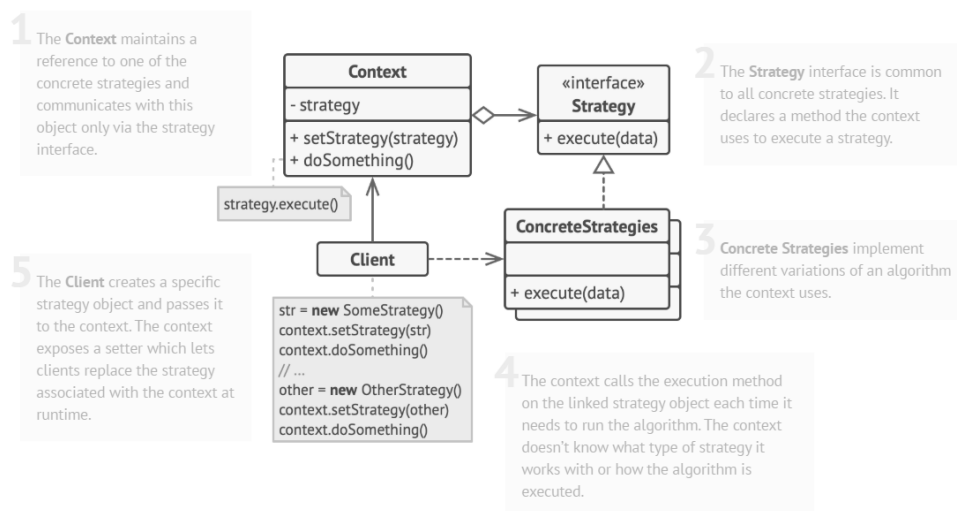 1
The Context maintains a
reference to one of the
concrete strategies and
communicates with this
object only via the strategy
interface.
Context
- strategy
+ setStrategy(strategy)
+ doSomething()
strategy.execute()
«interface»
Strategy
+ execute(data)
2
The Strategy interface is common
to all concrete strategies. It
declares a method the context
uses to execute a strategy.
ConcreteStrategies
+ execute(data)
3
Concrete Strategies implement
different variations of an algorithm
the context uses.
Client
5
The Client creates a specific
strategy object and passes it
to the context. The context
exposes a setter which lets
clients replace the strategy
associated with the context at
runtime.
str = new SomeStrategy()
context.setStrategy(str)
context.doSomething()
// ...
other = new OtherStrategy()
context.setStrategy(other)
context.doSomething()
4
The context calls the execution method
on the linked strategy object each time it
needs to run the algorithm. The context
doesn't know what type of strategy it
works with or how the algorithm is
executed.